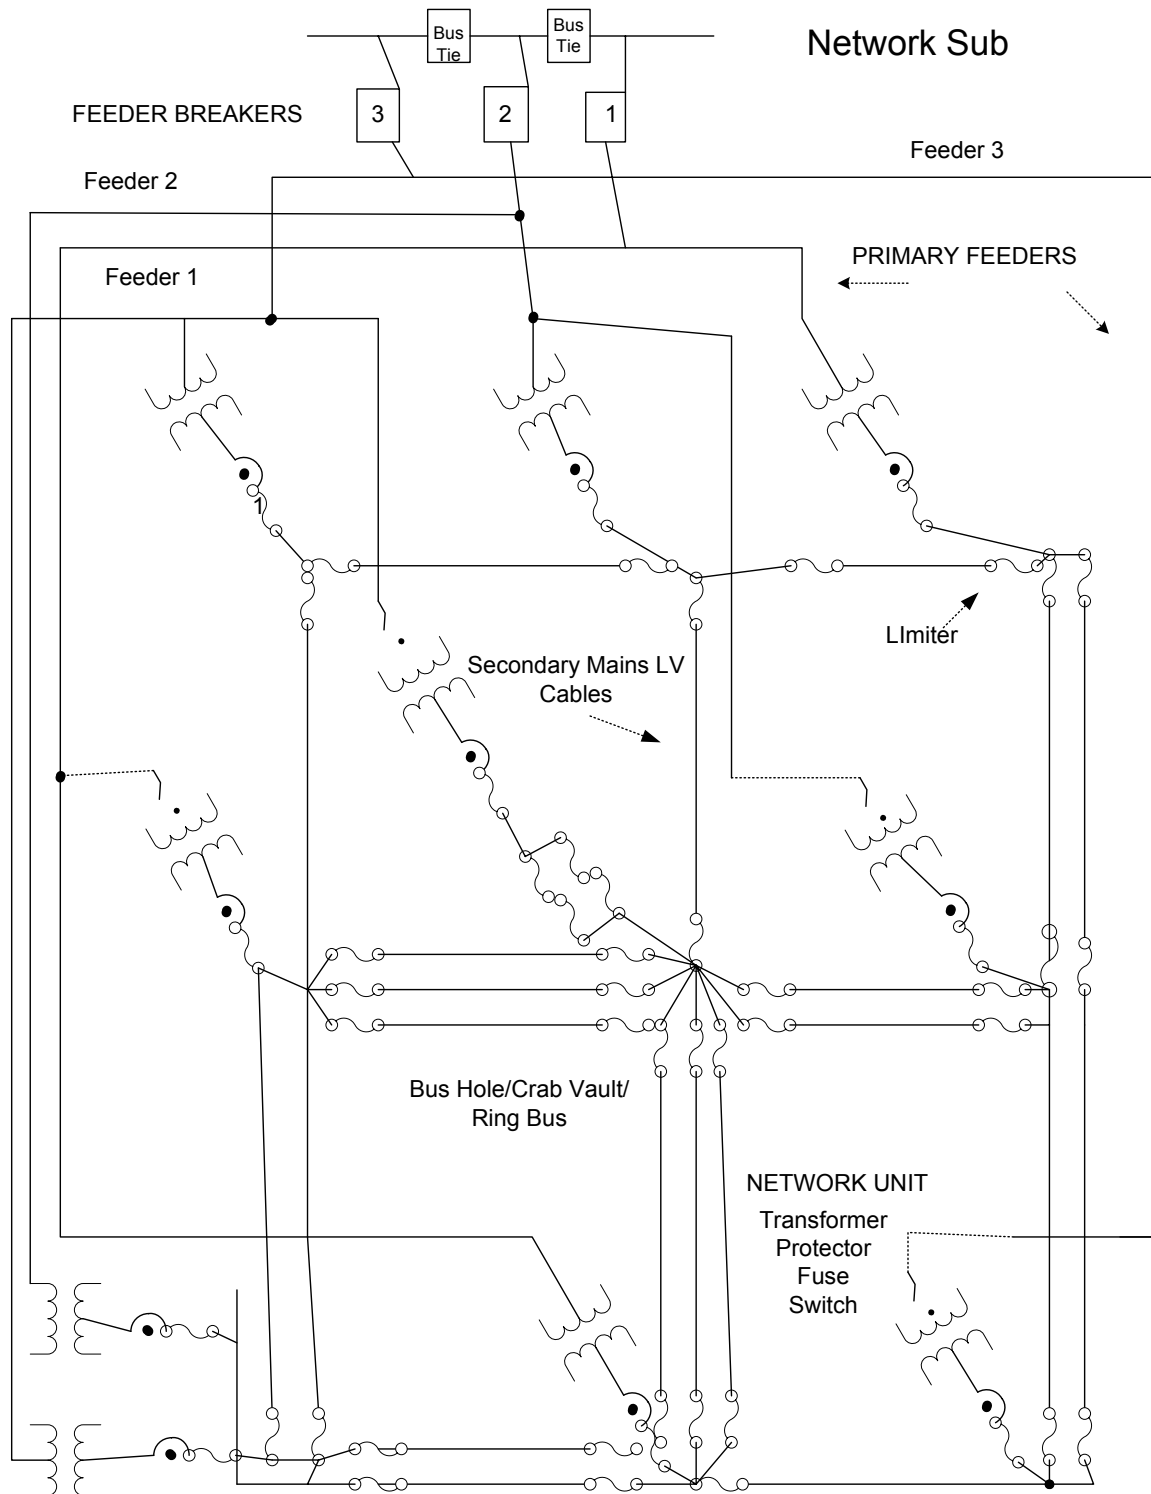 Bus
Tie
Bus
Tie
Network Sub
FEEDER BREAKERS
3
2
1
Feeder 3
Feeder 2
PRIMARY FEEDERS
Feeder 1
1
LImiter
Secondary Mains LV
Cables
Bus Hole/Crab Vault/
Ring Bus
NETWORK UNIT
Transformer
Protector
Fuse
Switch